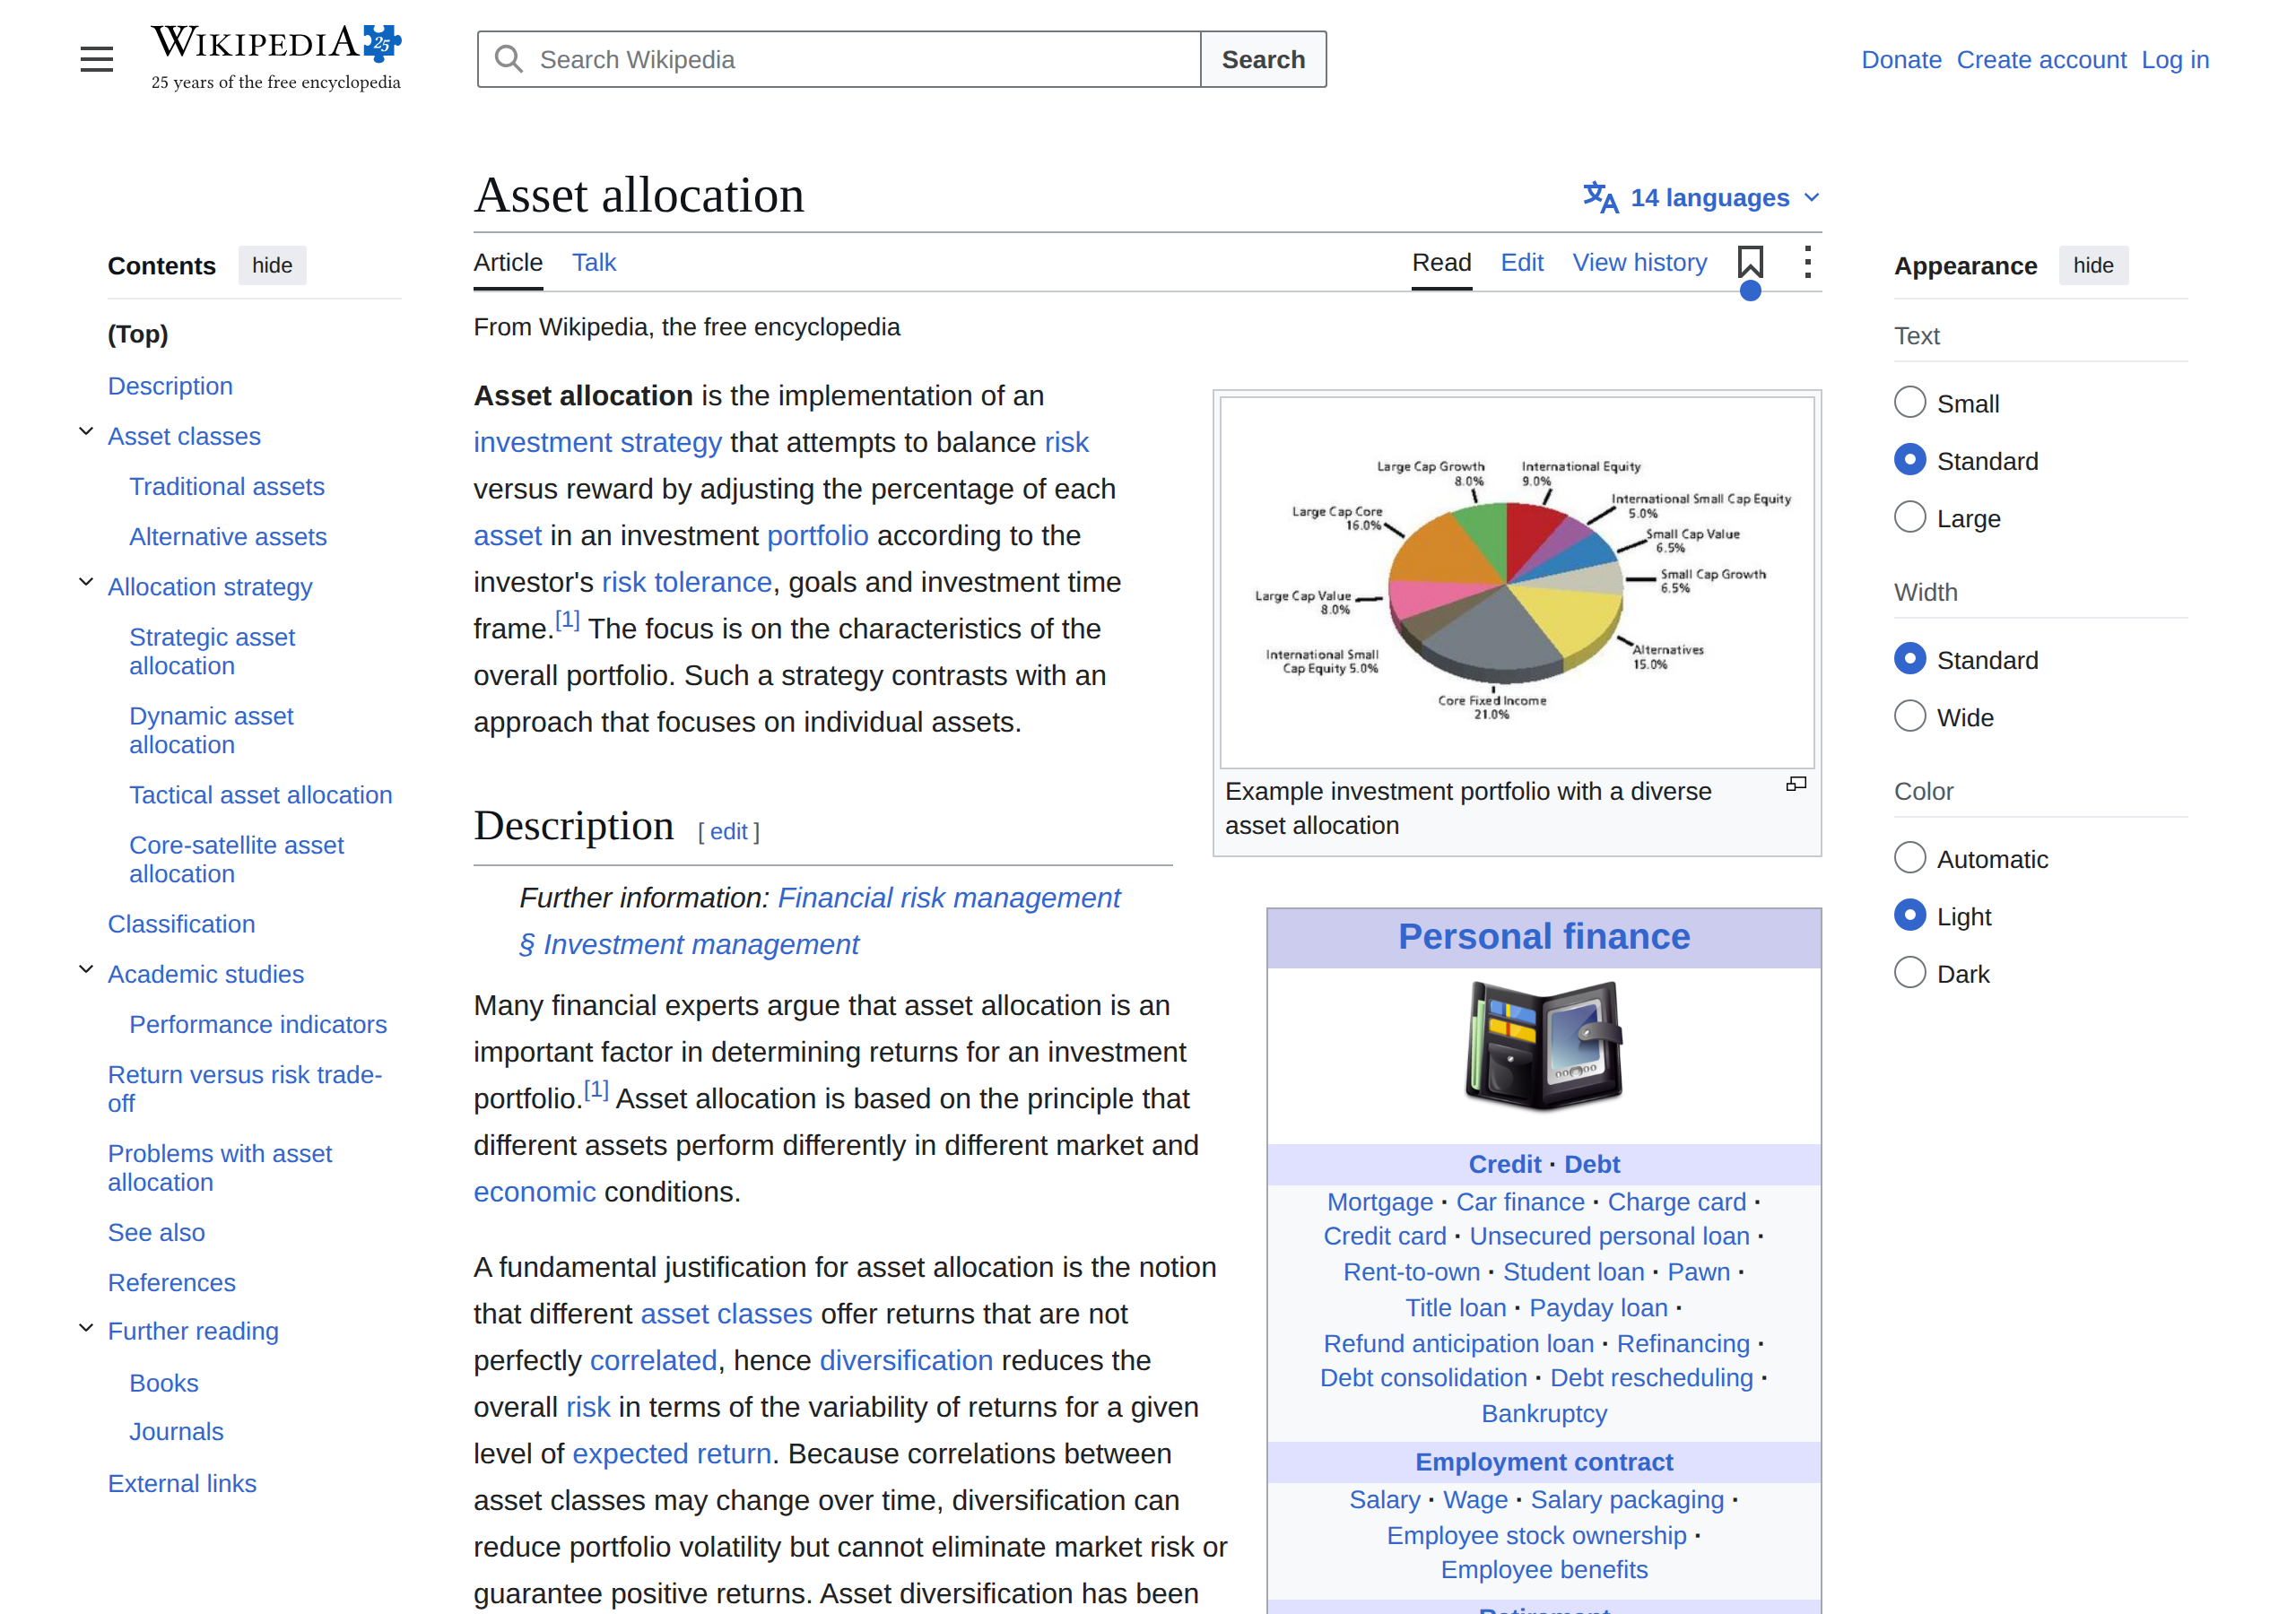 WIKIPEDIA 25
25 years of the free encyclopedia
Search Wikipedia
Search
Donate Create account Log in
Asset allocation
14 languages
Contents hide
(Top)
Description
Asset classes
Traditional assets
Alternative assets
Allocation strategy
Strategic asset
allocation
Dynamic asset
allocation
Tactical asset allocation
Core-satellite asset
allocation
Classification
Academic studies
Performance indicators
Return versus risk trade-
off
Problems with asset
allocation
See also
References
Further reading
Books
Journals
External links
Article Talk
Read Edit View history
From Wikipedia, the free encyclopedia
Asset allocation is the implementation of an
investment strategy that attempts to balance risk
versus reward by adjusting the percentage of each
asset in an investment portfolio according to the
investor's risk tolerance, goals and investment time
frame.[1] The focus is on the characteristics of the
overall portfolio. Such a strategy contrasts with an
approach that focuses on individual assets.
Large Cap Growth
8.0%
International Equity
9.0%
International Small Cap Equity
5.0%
Small Cap Value
6.5%
Small Cap Growth
6.5%
Alternatives
15.0%
Core Fixed Income
21.0%
International Small
Cap Equity 5.0%
Large Cap Value
8.0%
Large Cap Core
16.0%
Example investment portfolio with a diverse
asset allocation
Description [ edit ]
Further information: Financial risk management
§ Investment management
Many financial experts argue that asset allocation is an
important factor in determining returns for an investment
portfolio.[1] Asset allocation is based on the principle that
different assets perform differently in different market and
economic conditions.
A fundamental justification for asset allocation is the notion
that different asset classes offer returns that are not
perfectly correlated, hence diversification reduces the
overall risk in terms of the variability of returns for a given
level of expected return. Because correlations between
asset classes may change over time, diversification can
reduce portfolio volatility but cannot eliminate market risk or
guarantee positive returns. Asset diversification has been
Personal finance
Credit · Debt
Mortgage · Car finance · Charge card ·
Credit card · Unsecured personal loan ·
Rent-to-own · Student loan · Pawn ·
Title loan · Payday loan ·
Refund anticipation loan · Refinancing ·
Debt consolidation · Debt rescheduling ·
Bankruptcy
Employment contract
Salary · Wage · Salary packaging ·
Employee stock ownership ·
Employee benefits
Retirement
Appearance hide
Text
Small
Standard
Large
Width
Standard
Wide
Color
Automatic
Light
Dark